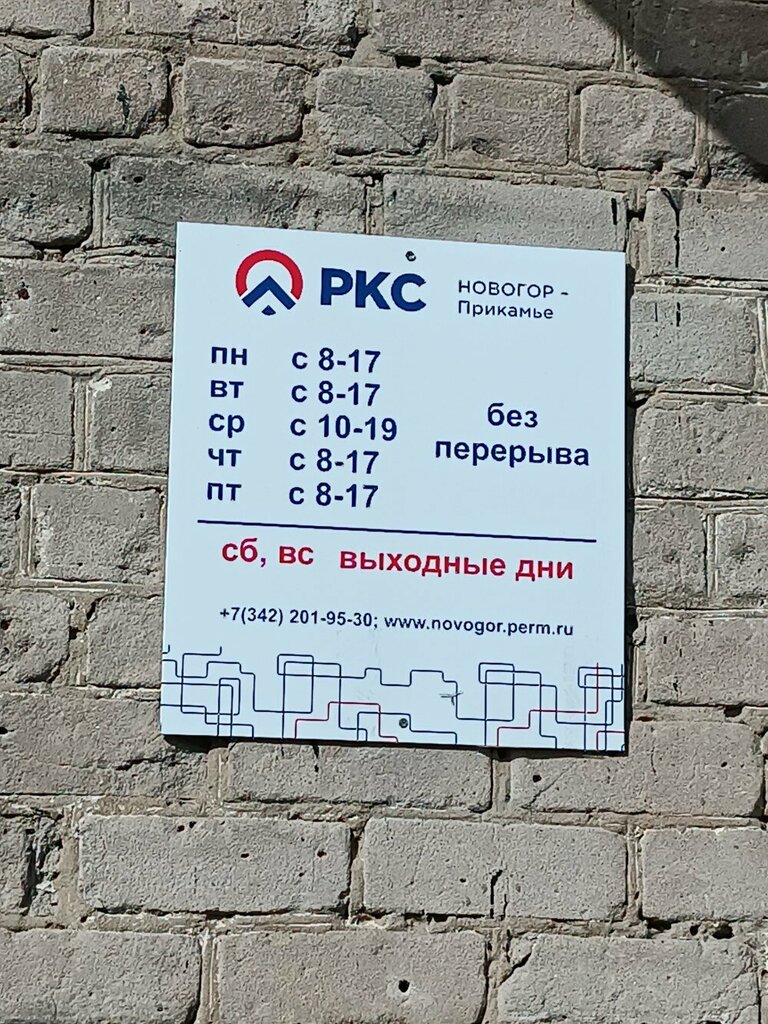 РКС НОВОГОР -
Прикамье
пн с 8-17
вт с 8-17
ср с 10-19
чт с 8-17
пт с 8-17
без
перерыва
сб, вс выходные дни
+7(342) 201-95-30; www.novogor.perm.ru